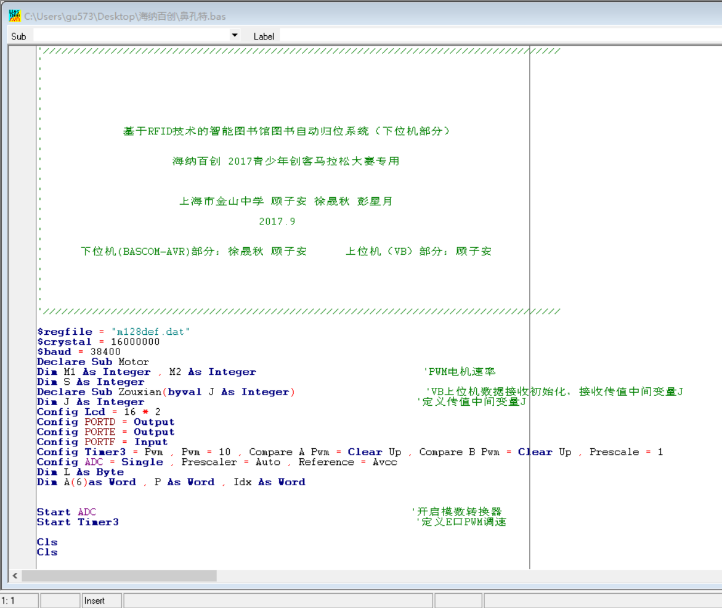 C:\Users\gu573\Desktop\海纳百创\鼻孔特.bas
Sub Label
'//////////////////////////////////////////////////////////////////////////////////////
基于RFID技术的智能图书馆图书自动归位系统（下位机部分）
海纳百创 2017青少年创客马拉松大赛专用
上海市金山中学 顾子安 徐晟秋 彭星月
2017.9
下位机(BASCOM-AVR)部分：徐晟秋 顾子安 上位机（VB）部分：顾子安
'//////////////////////////////////////////////////////////////////////////////////////
$regfile = "m128def.dat"
$crystal = 16000000
$baud = 38400
Declare Sub Motor
Dim M1 As Integer , M2 As Integer 'PWM电机速率
Dim S As Integer
Declare Sub Zouxian(byval J As Integer) 'VB上位机数据接收初始化，接收传值中间变量J
Dim J As Integer '定义传值中间变量J
Config Lcd = 16 * 2
Config PORTD = Output
Config PORTE = Output
Config PORTF = Input
Config Timer3 = Pwm , Pwm = 10 , Compare A Pwm = Clear Up , Compare B Pwm = Clear Up , Prescale = 1
Config ADC = Single , Prescaler = Auto , Reference = Avcc
Dim L As Byte
Dim A(6)as Word , P As Word , Idx As Word
Start ADC '开启模数转换器
Start Timer3 '定义E口PWM调速
Cls
Cls
1: 1 Insert